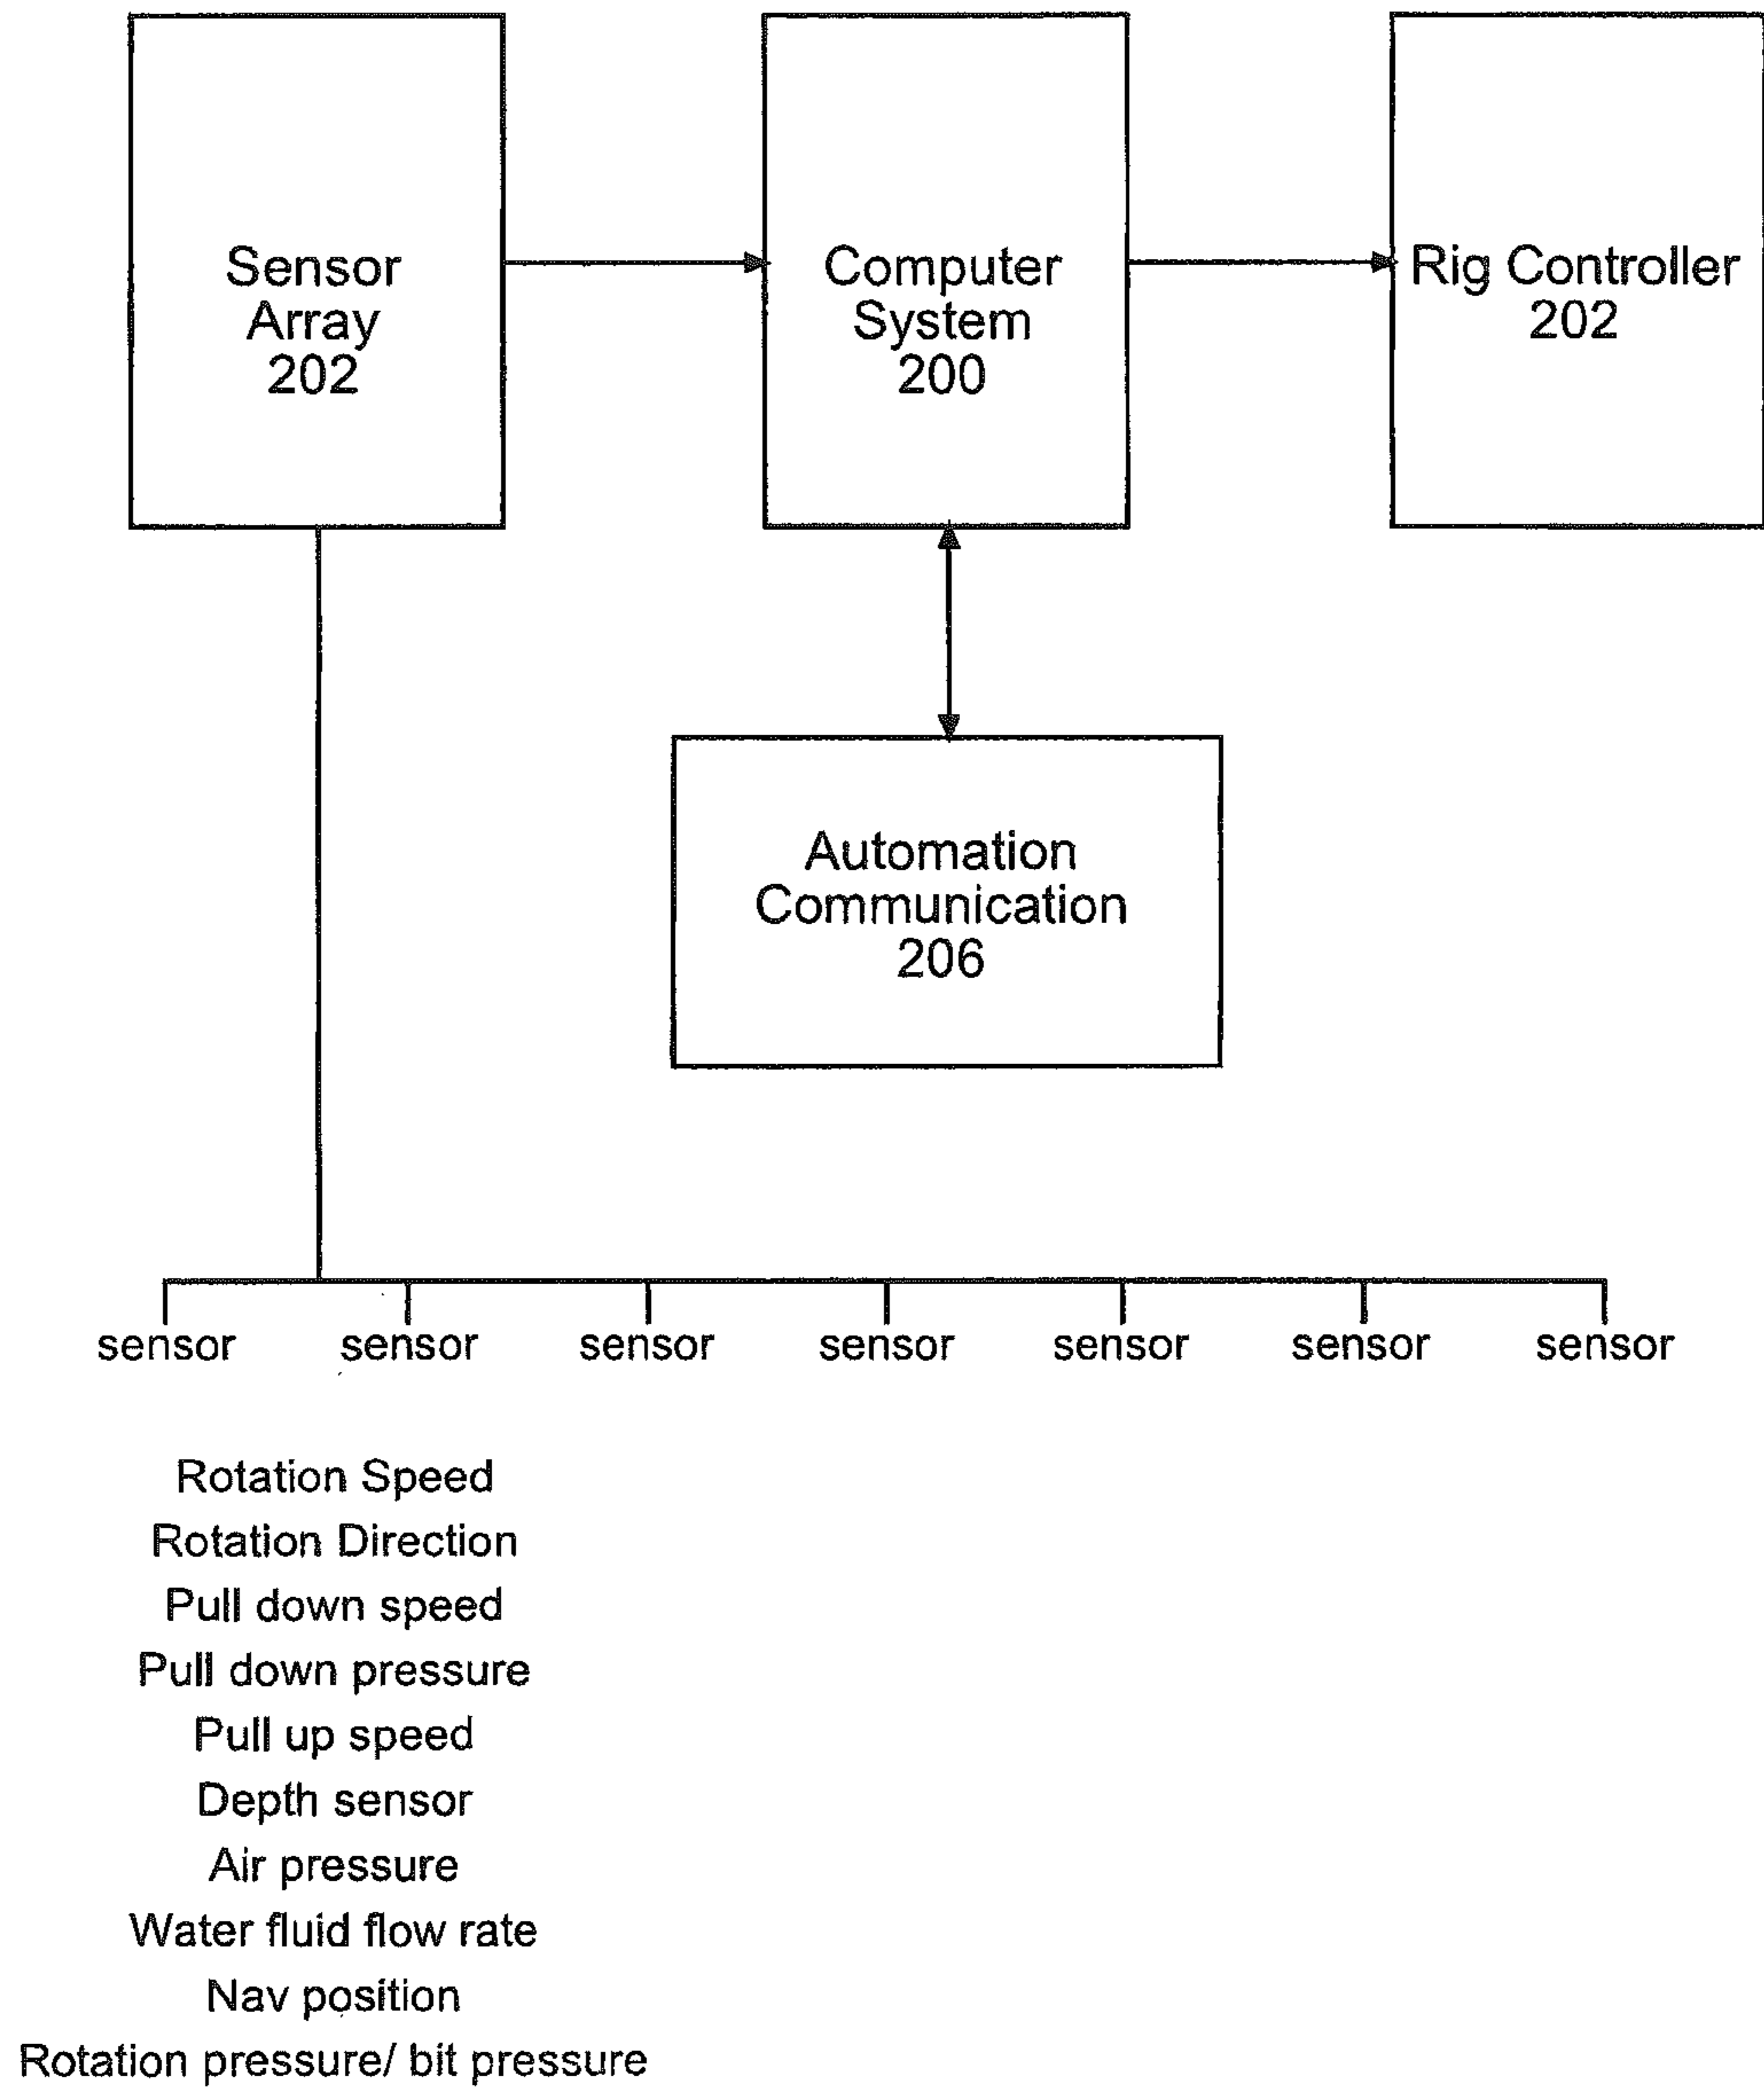 Sensor
Array
202
Computer
System
200
Rig Controller
202
Automation
Communication
206
sensor sensor sensor sensor sensor sensor sensor
Rotation Speed
Rotation Direction
Pull down speed
Pull down pressure
Pull up speed
Depth sensor
Air pressure
Water fluid flow rate
Nav position
Rotation pressure/ bit pressure